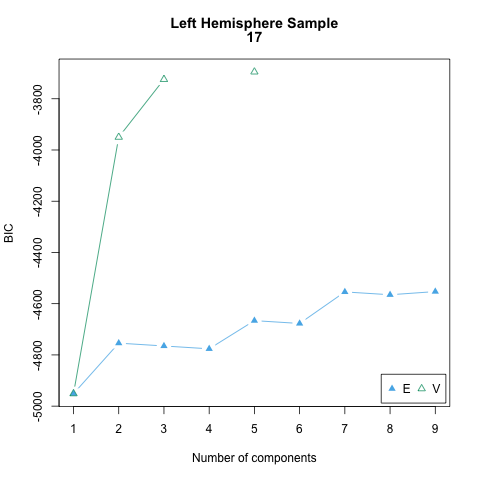 Left Hemisphere Sample
17
BIC
-3800
-4000
-4200
-4400
-4600
-4800
-5000
E V
1 2 3 4 5 6 7 8 9
Number of components